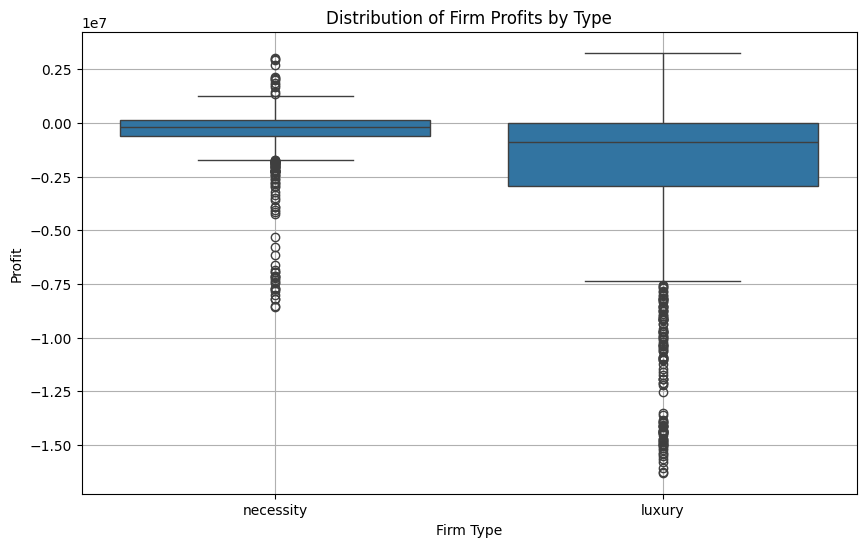 Distribution of Firm Profits by Type
1e7
0.25
0.00
−0.25
−0.50
−0.75
−1.00
−1.25
−1.50
Profit
necessity
luxury
Firm Type